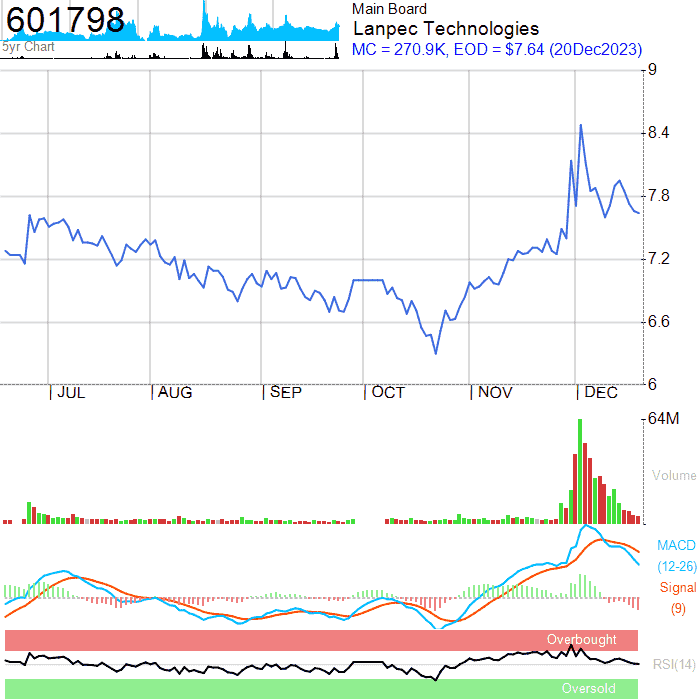 601798
5yr Chart
Main Board
Lanpec Technologies
MC = 270.9K, EOD = $7.64 (20Dec2023)
9
8.4
7.8
7.2
6.6
6
JUL AUG SEP OCT NOV DEC
64M
Volume
MACD
(12-26)
Signal
(9)
Overbought
RSI(14)
Oversold